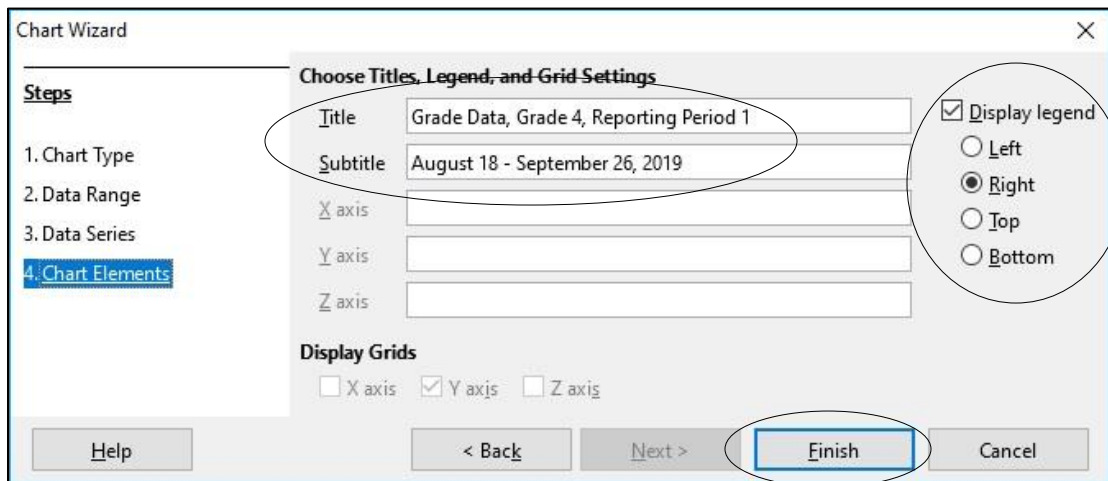 Chart Wizard
Steps
1. Chart Type
2. Data Range
3. Data Series
4. Chart Elements
Choose Titles, Legend, and Grid Settings
Title Grade Data, Grade 4, Reporting Period 1
Subtitle August 18 - September 26, 2019
X axis
Y axis
Z axis
Display legend
Left
Right
Top
Bottom
Display Grids
X axis Y axis Z axis
Help < Back Next > Finish Cancel